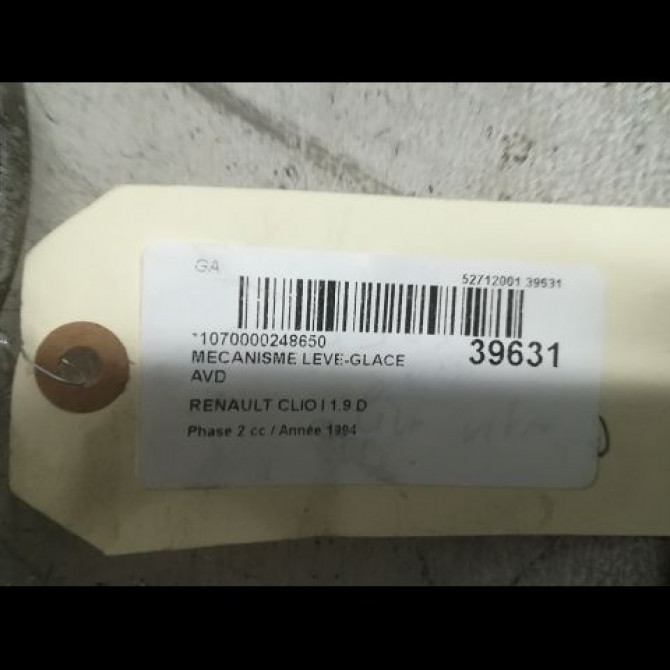 GA
52712001 39631
*1070000248650
39631
MECANISME LEVE-GLACE
AVD
RENAULT CLIO I 1.9 D
Phase 2 cc / Année 1994